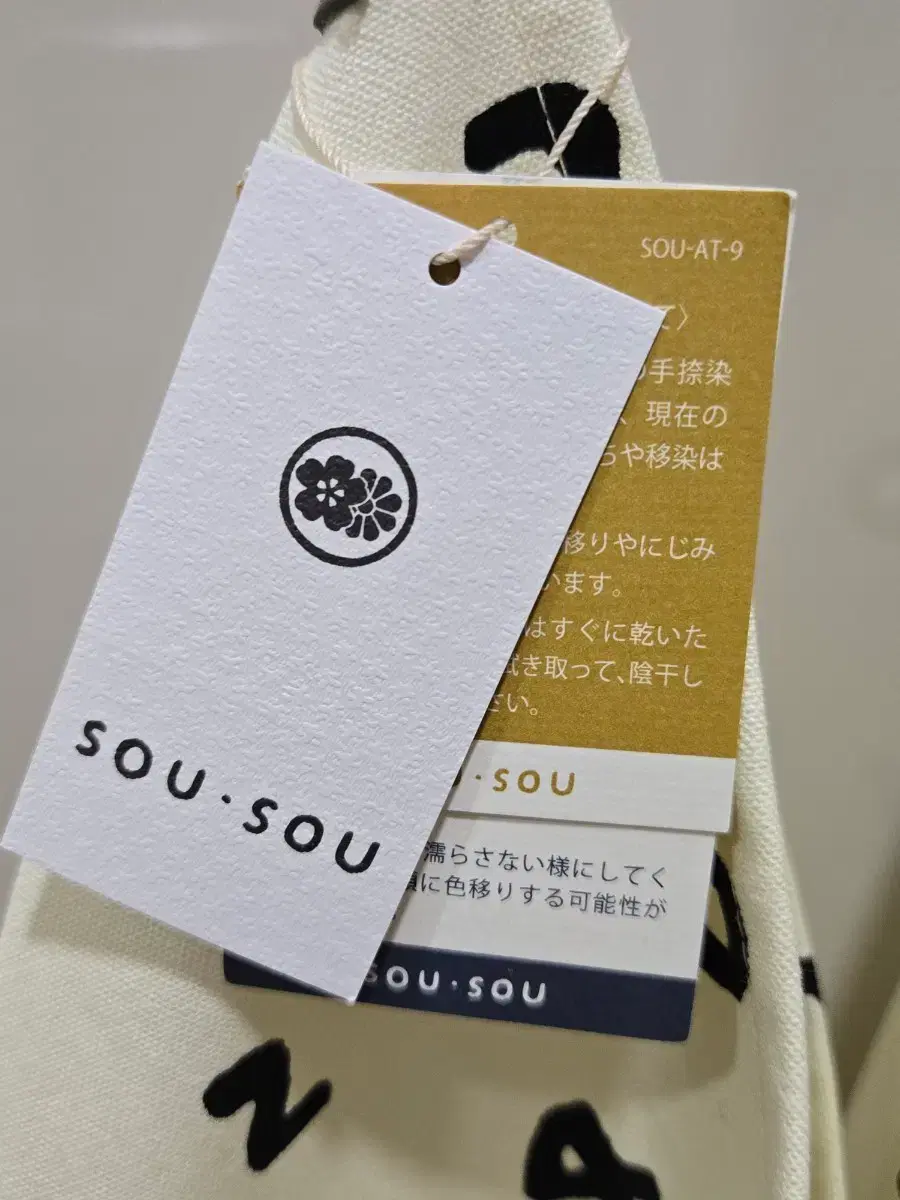 SOU・SOU
SOU-AT-9
て〉
手捺染
、現在の
や移染は
移りやにじみ
います。
はすぐに乾いた
拭き取って、陰干し
さい。
・SOU
濡らさない様にしてく
に色移りする可能性が
SOU・SOU